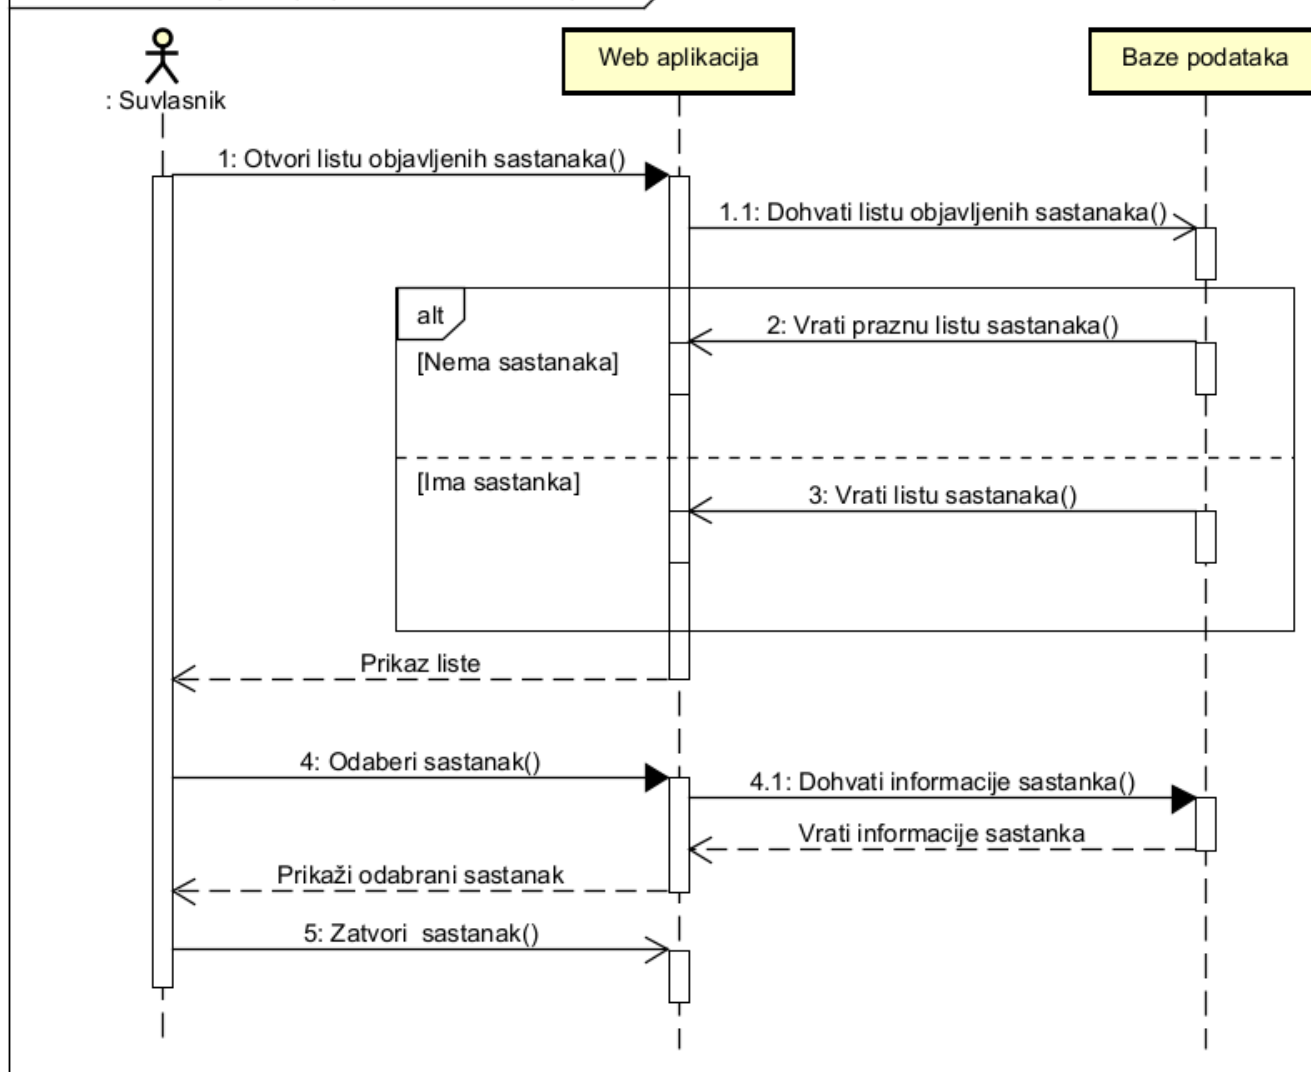 : Suvlasnik
Web aplikacija
Baze podataka
1: Otvori listu objavljenih sastanaka()
1.1: Dohvati listu objavljenih sastanaka()
alt
2: Vrati praznu listu sastanaka()
[Nema sastanaka]
[Ima sastanka]
3: Vrati listu sastanaka()
Prikaz liste
4: Odaberi sastanak()
4.1: Dohvati informacije sastanka()
Vrati informacije sastanka
Prikaži odabrani sastanak
5: Zatvori  sastanak()